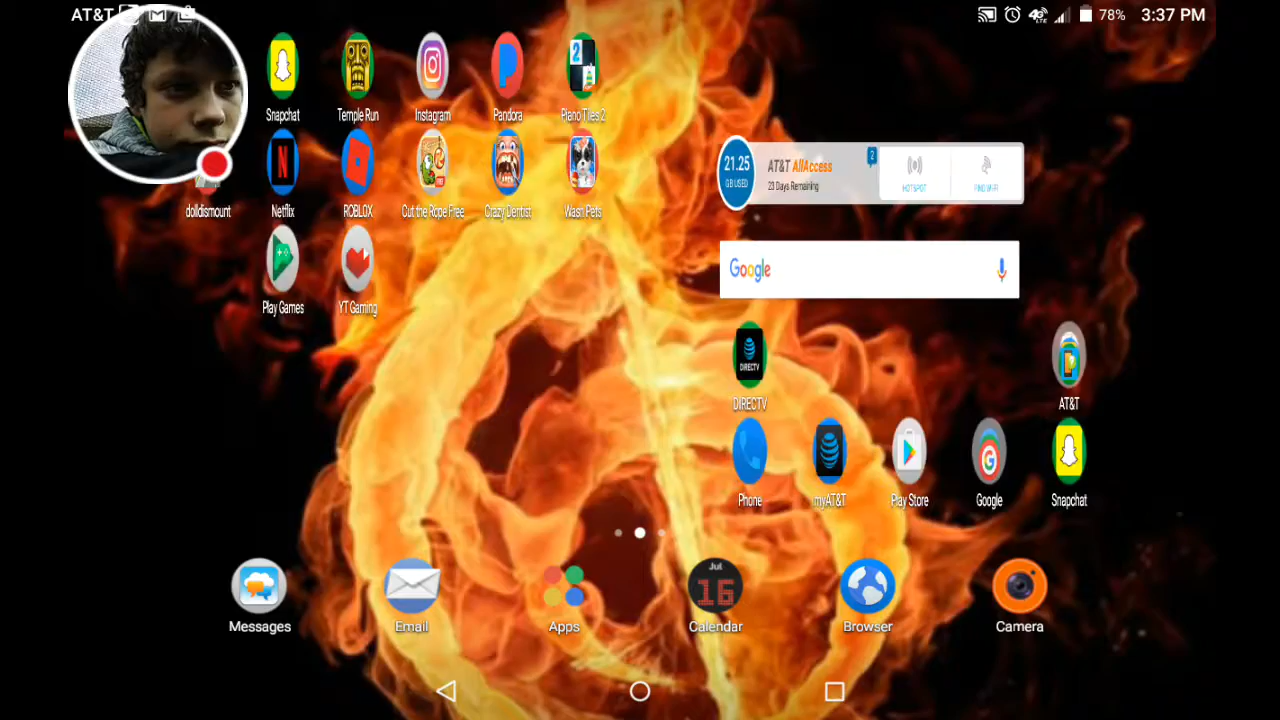 AT&T
78% 3:37 PM
Snapchat Temple Run Instagram Pandora Piano Tiles 2
dolldismount Netflix ROBLOX Cut the Rope Free Crazy Dentist Wash Pets
Play Games YT Gaming
21.25
GB USED
AT&T AllAccess
23 Days Remaining
2
HOTSPOT FIND WI-FI
Google
DIRECTV
DIRECTV AT&T
Phone myAT&T Play Store Google Snapchat
Jul
16
Messages Email Apps Calendar Browser Camera